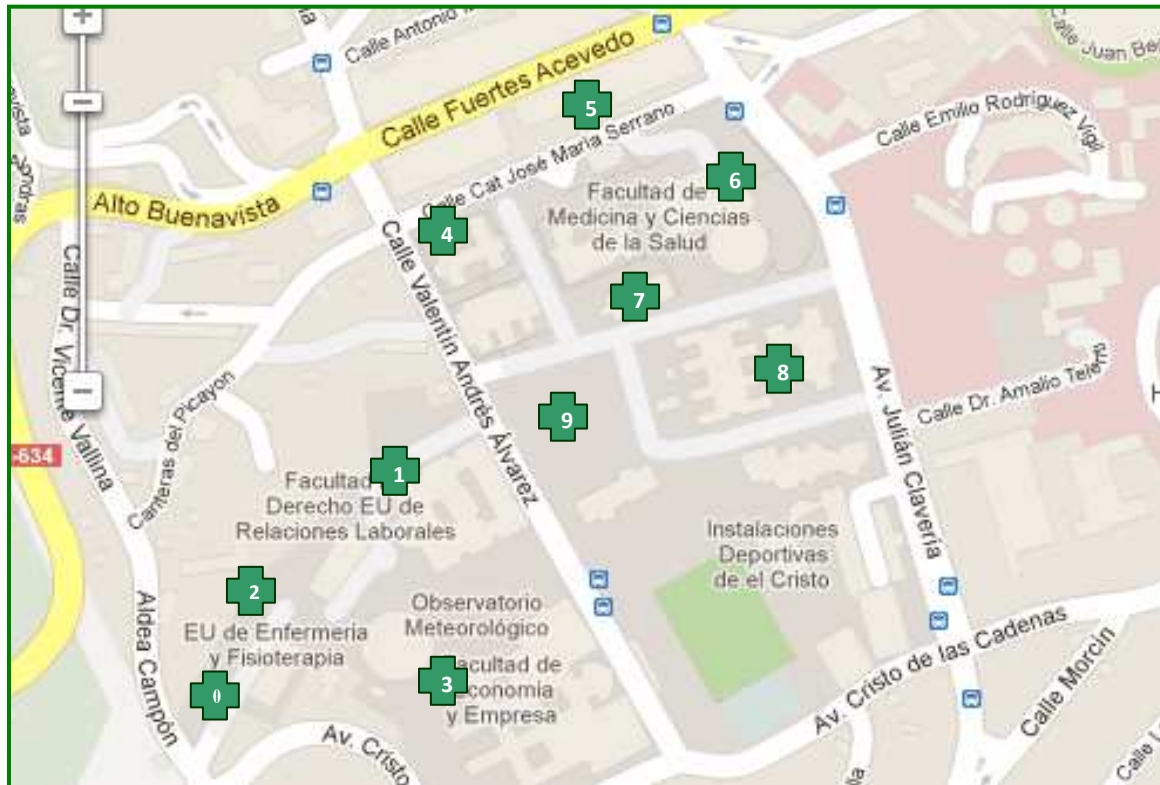 +
Calle Antonio
Calle Juan Be
Calle Fuertes Acevedo
5
Calle Cat José María Serrano
Calle Emilio Rodríguez Vigil
Alto Buenavista
6
Facultad de
Medicina y Ciencias
de la Salud
4
7
Calle Valentín Andrés Álvarez
Calle Dr. Vicente Vallina
8
Av. Julián Clavería
Calle Dr. Amalio Telenti
Canteras del Picayon
9
-634
1
Facultad
Derecho EU de
Relaciones Laborales
Instalaciones
Deportivas
de el Cristo
2
EU de Enfermeria
y Fisioterapia
Observatorio
Meteorológico
Aldea Campón
0
3
acultad de
conomía
y Empresa
Av. Cristo
Av. Cristo de las Cadenas
Calle Morcín
Calle